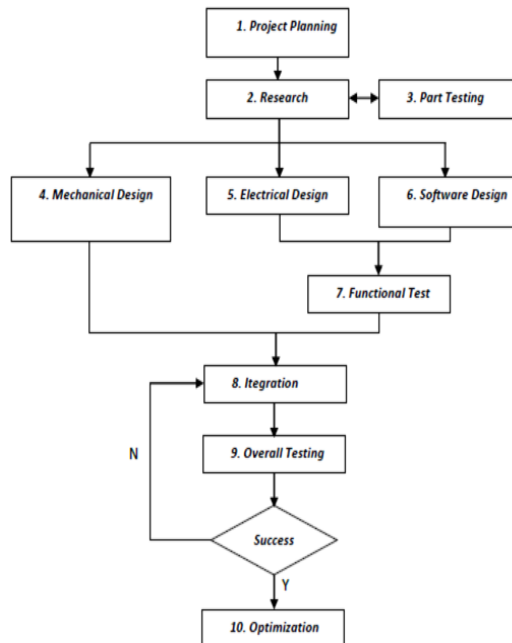 1. Project Planning
2. Research
3. Part Testing
4. Mechanical Design
5. Electrical Design
6. Software Design
7. Functional Test
8. Itegration
N
9. Overall Testing
Success
Y
10. Optimization